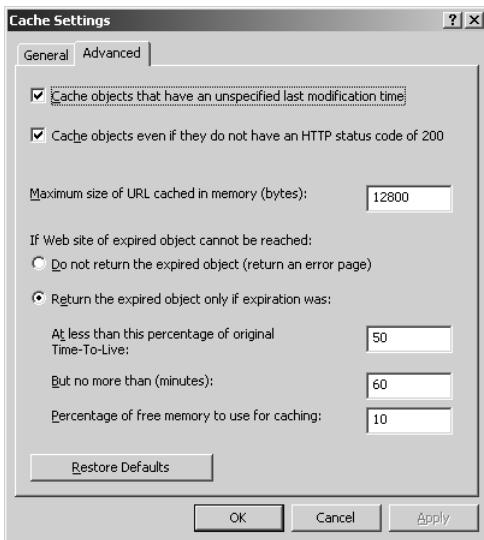 Cache Settings
? X
General Advanced
Cache objects that have an unspecified last modification time
Cache objects even if they do not have an HTTP status code of 200
Maximum size of URL cached in memory (bytes): 12800
If Web site of expired object cannot be reached:
Do not return the expired object (return an error page)
Return the expired object only if expiration was:
At less than this percentage of original
Time-To-Live: 50
But no more than (minutes): 60
Percentage of free memory to use for caching: 10
Restore Defaults
OK Cancel Apply